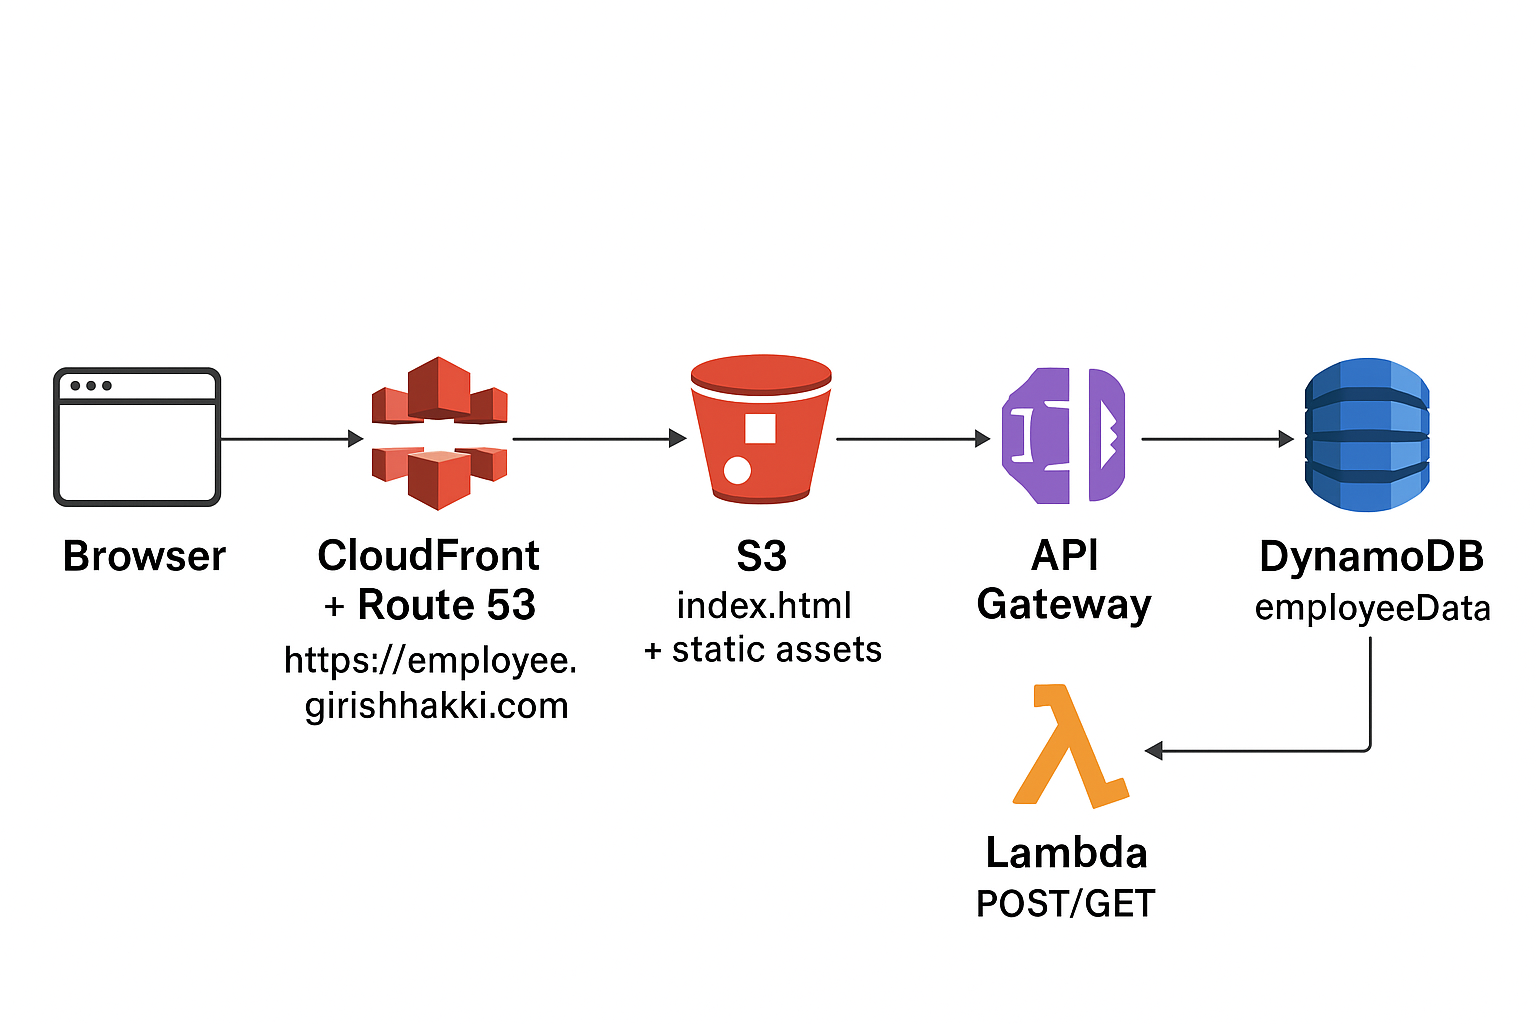 Browser
CloudFront
+ Route 53
https://employee.
girishhakki.com
S3
index.html
+ static assets
API
Gateway
DynamoDB
employeeData
Lambda
POST/GET